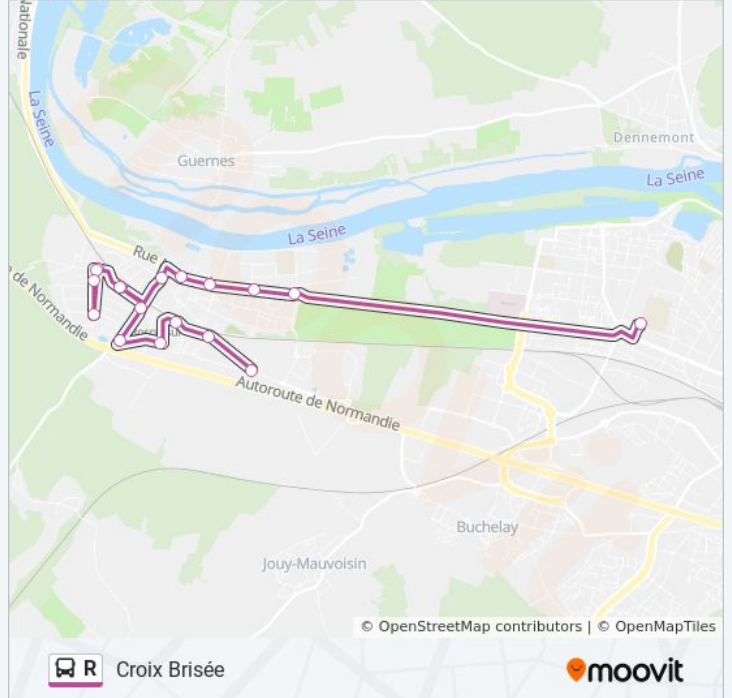 Nationale
La Seine
Dennemont
Guernes
La Seine
La Seine
Rue
de Normandie
Autoroute de Normandie
Buchelay
Jouy-Mauvoisin
© OpenStreetMap contributors | © OpenMapTiles
R Croix Brisée
moovit